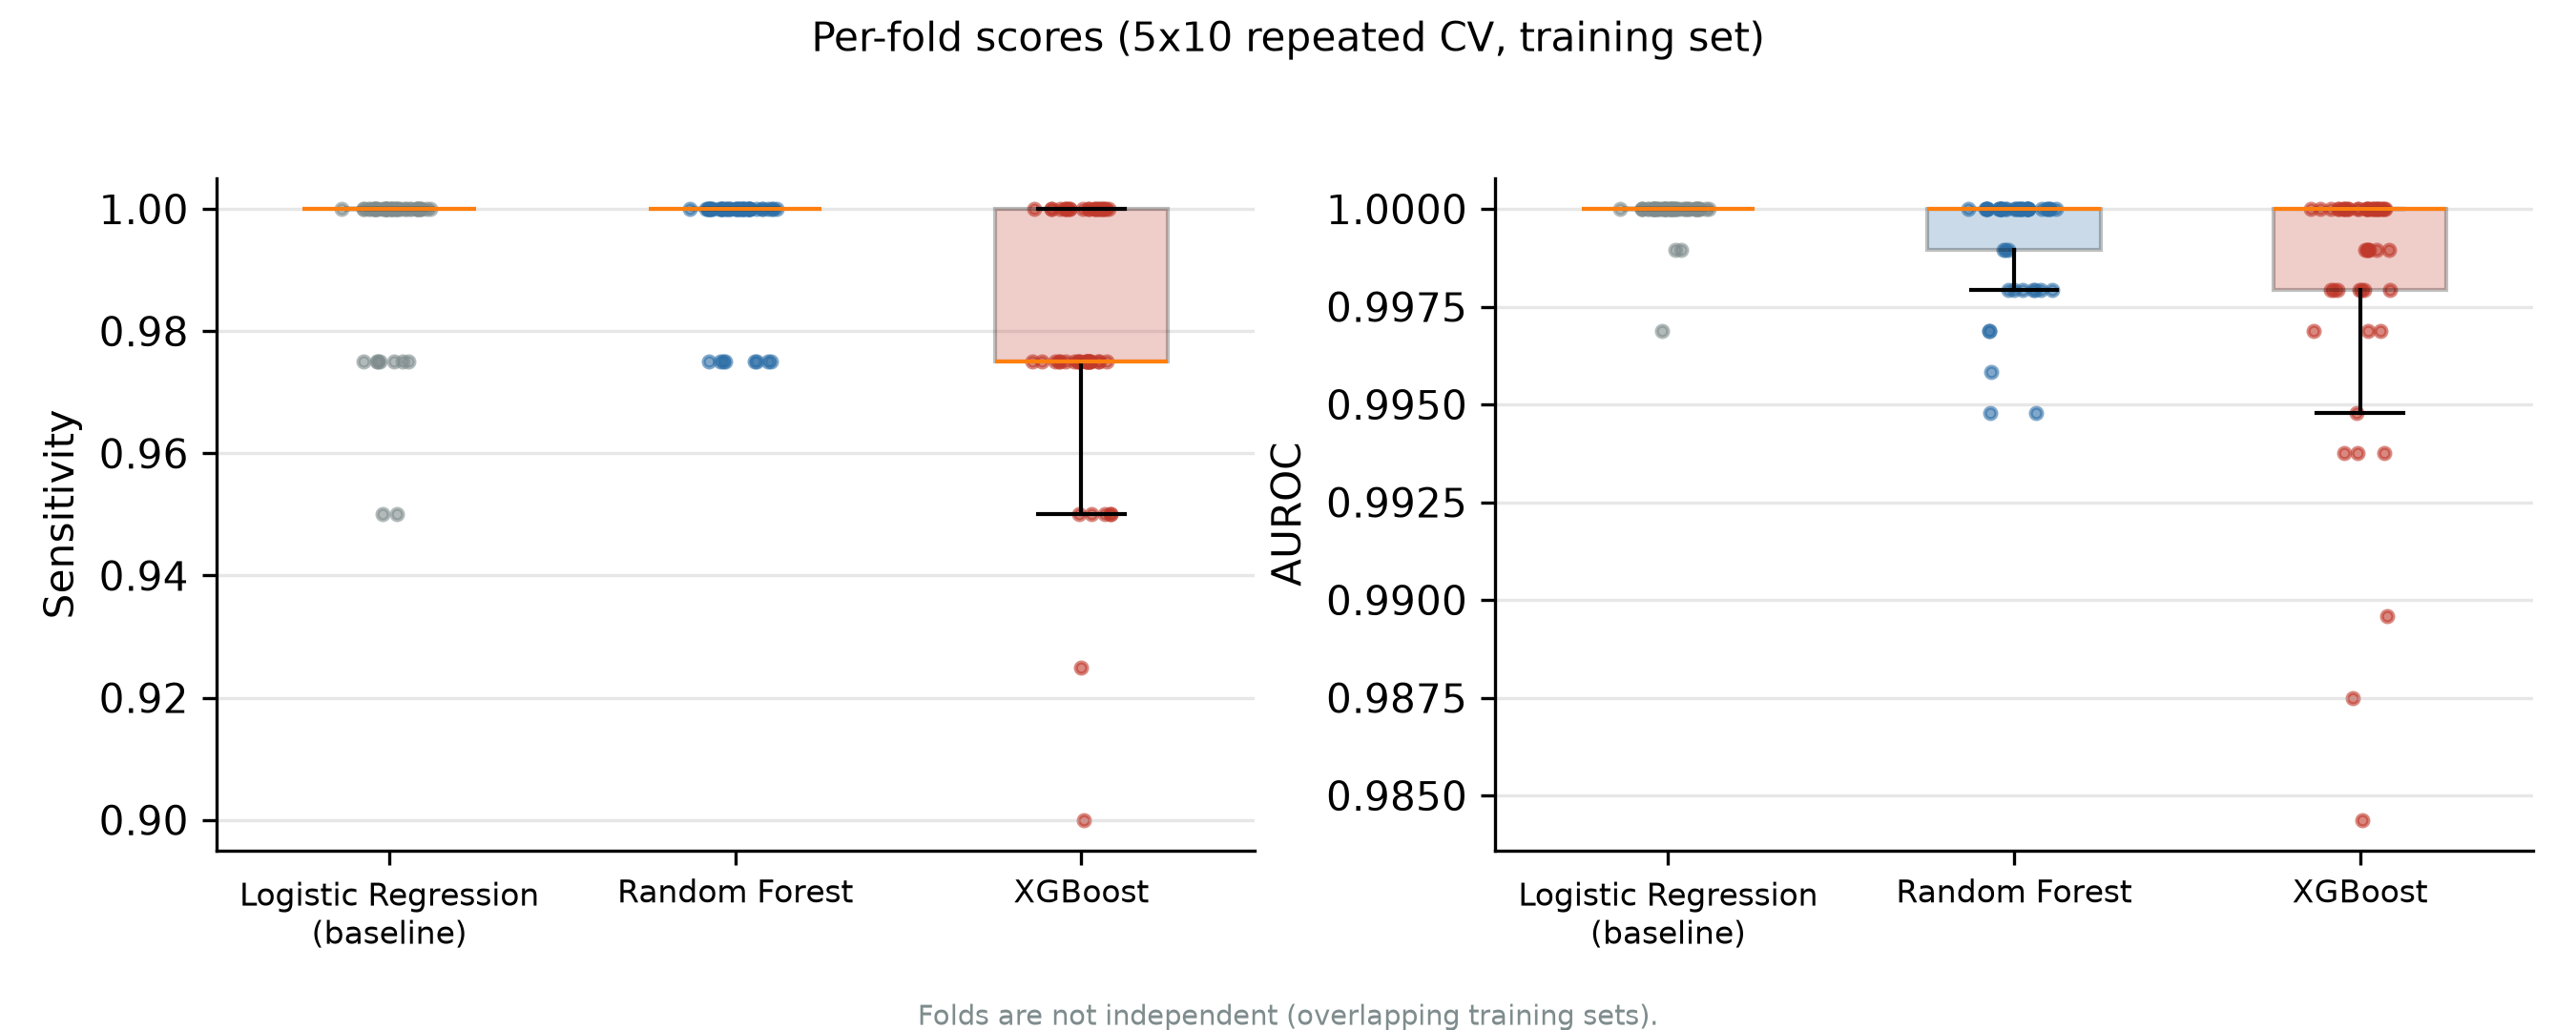 Per-fold scores (5x10 repeated CV, training set)
Sensitivity
1.00
0.98
0.96
0.94
0.92
0.90
Logistic Regression
(baseline)
Random Forest
XGBoost
AUROC
1.0000
0.9975
0.9950
0.9925
0.9900
0.9875
0.9850
Logistic Regression
(baseline)
Random Forest
XGBoost
Folds are not independent (overlapping training sets).